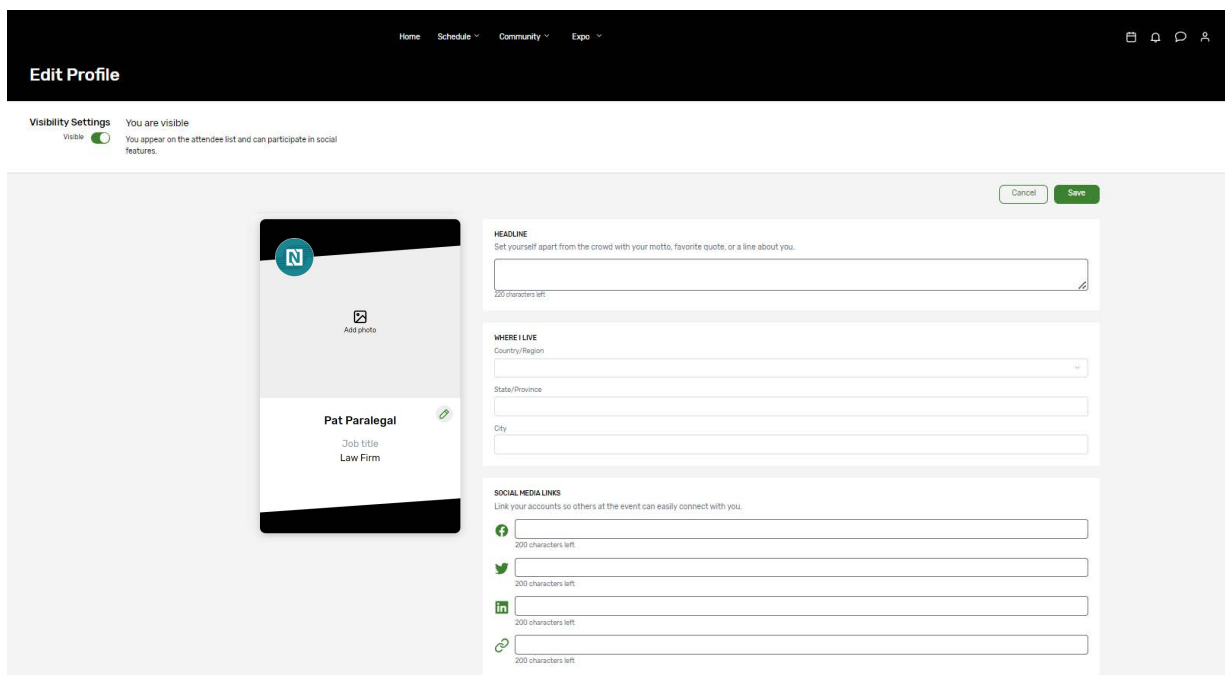 Home Schedule Community Expo
Edit Profile
Visibility Settings
Visible
You are visible
You appear on the attendee list and can participate in social
features.
Cancel Save
N
Add photo
Pat Paralegal
Job title
Law Firm
HEADLINE
Set yourself apart from the crowd with your motto, favorite quote, or a line about you.
220 characters left
WHERE I LIVE
Country/Region
State/Province
City
SOCIAL MEDIA LINKS
Link your accounts so others at the event can easily connect with you.
200 characters left
200 characters left
in
200 characters left
200 characters left